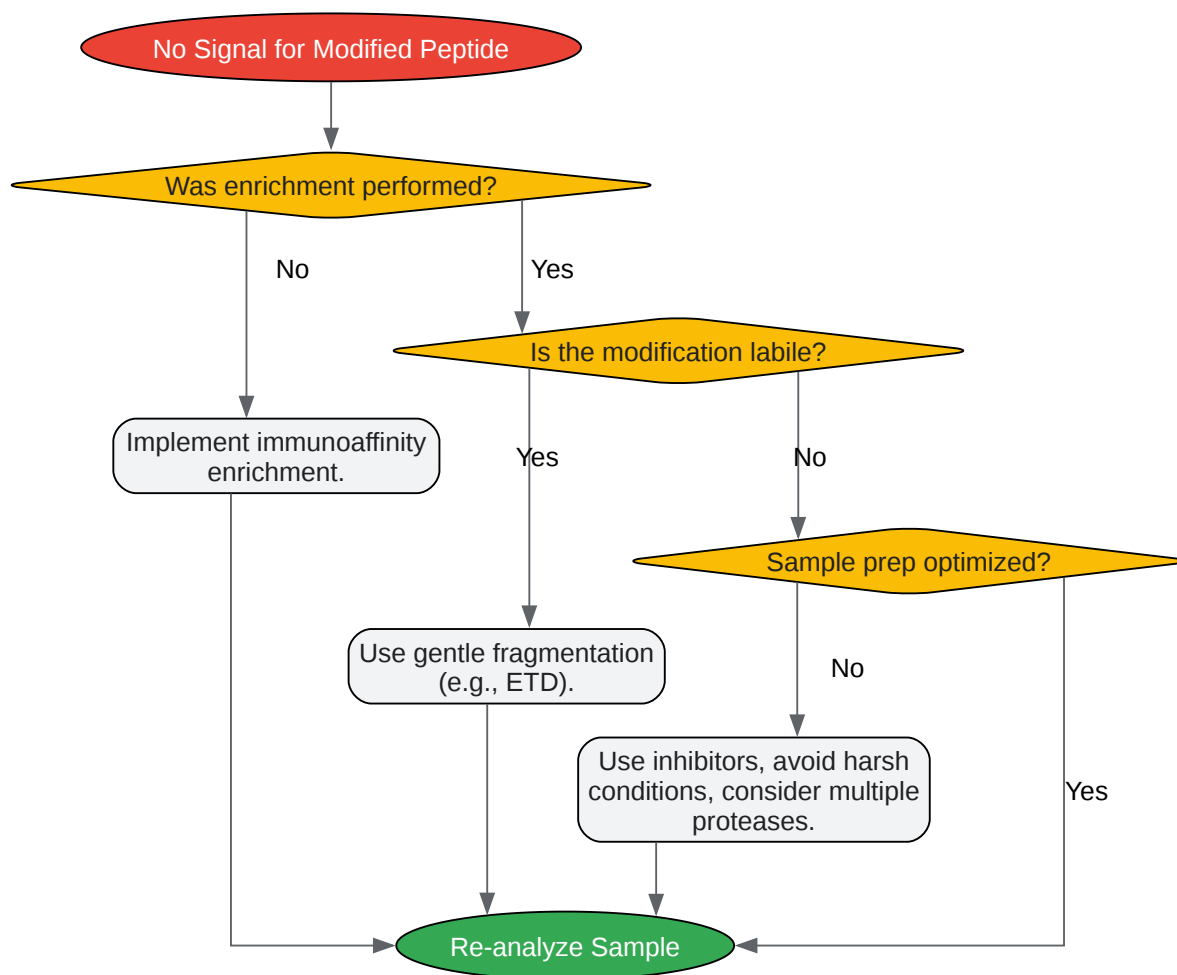 No Signal for Modified Peptide
Was enrichment performed?
No
Yes
Is the modification labile?
Implement immunoaffinity
enrichment.
Yes
No
Sample prep optimized?
Use gentle fragmentation
(e.g., ETD).
No
Use inhibitors, avoid harsh
conditions, consider multiple
proteases.
Yes
Re-analyze Sample